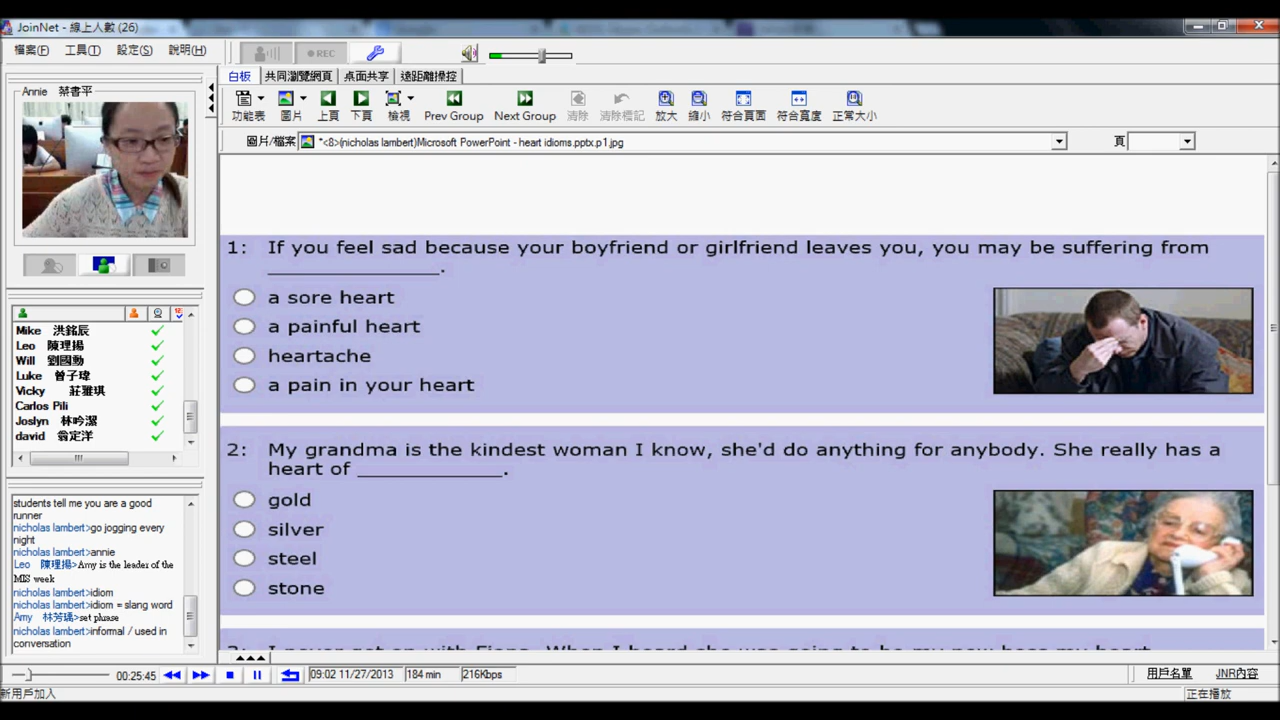 JoinNet - 線上人數 (26)
檔案(F) 工具(T) 設定(S) 說明(H)
REC
白板 共同瀏覽網頁 桌面共享 遠距離操控
功能表 圖片 上頁 下頁 檢視 Prev Group Next Group 清除 清除標記 放大 縮小 符合頁面 符合寬度 正常大小
圖片/檔案 *<8>(nicholas lambert)Microsoft PowerPoint - heart idioms.pptx.p1.jpg 頁
Annie 蔡書平
Mike 洪銘辰
Leo 陳理揚
Will 劉國勳
Luke 曾子瑋
Vicky 莊雅琪
Carlos Pili
Joslyn 林吟潔
david 翁定洋
students tell me you are a good
runner
nicholas lambert>go jogging every
night
nicholas lambert>annie
Leo 陳理揚>Amy is the leader of the
MIS week
nicholas lambert>idiom
nicholas lambert>idiom = slang word
Amy 林芳瑀>set phrase
nicholas lambert>informal / used in
conversation
1: If you feel sad because your boyfriend or girlfriend leaves you, you may be suffering from
_______________.
a sore heart
a painful heart
heartache
a pain in your heart
2: My grandma is the kindest woman I know, she'd do anything for anybody. She really has a
heart of _____________.
gold
silver
steel
stone
00:25:45 09:02 11/27/2013 184 min 216Kbps 用戶名單 JNR內容
新用戶加入 正在播放